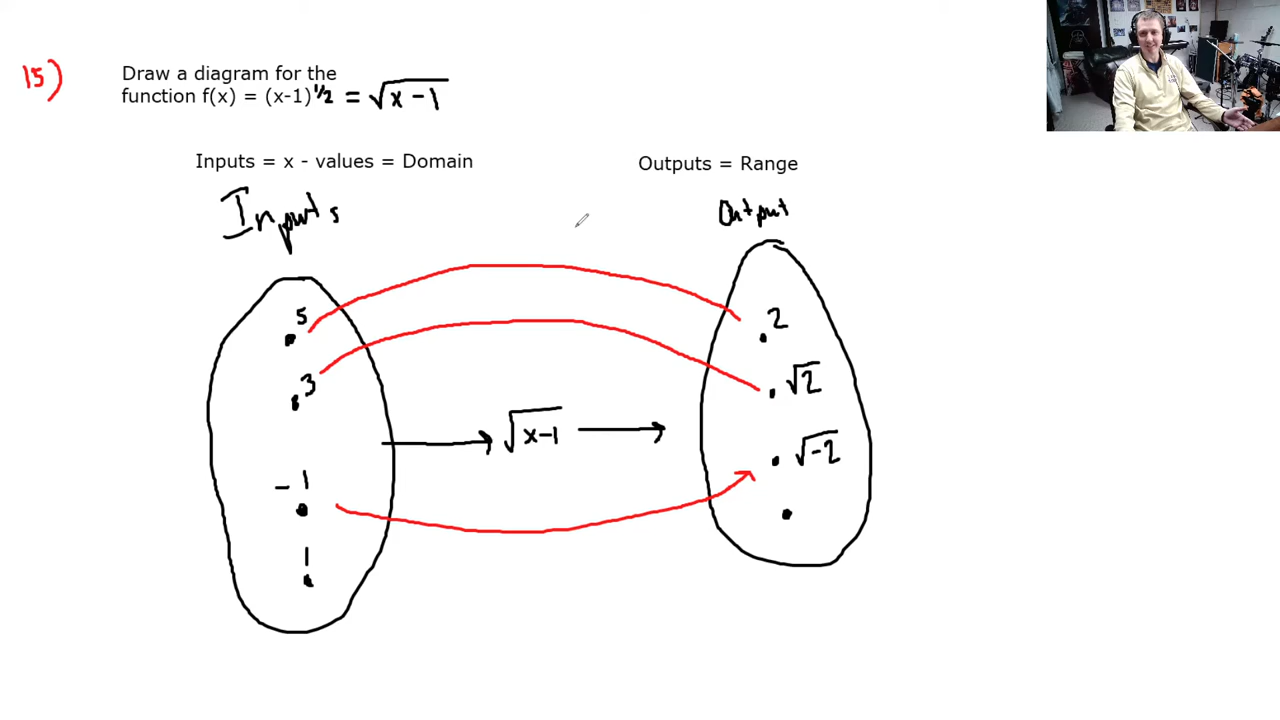 15)
Draw a diagram for the
function f(x) = (x-1)^1/2 = √(x-1)
Inputs = x - values = Domain
Outputs = Range
Inputs
Output
5
2
3
√2
√x-1
√-2
-1
1